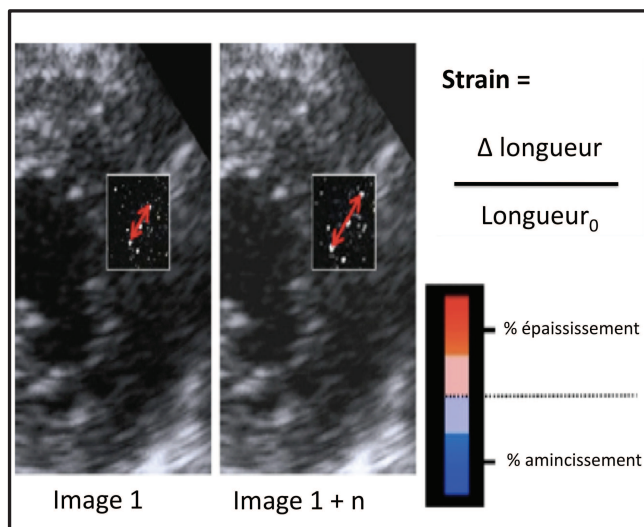 Strain =
Δ longueur
Longueur₀
% épaississement
% amincissement
Image 1
Image 1 + n